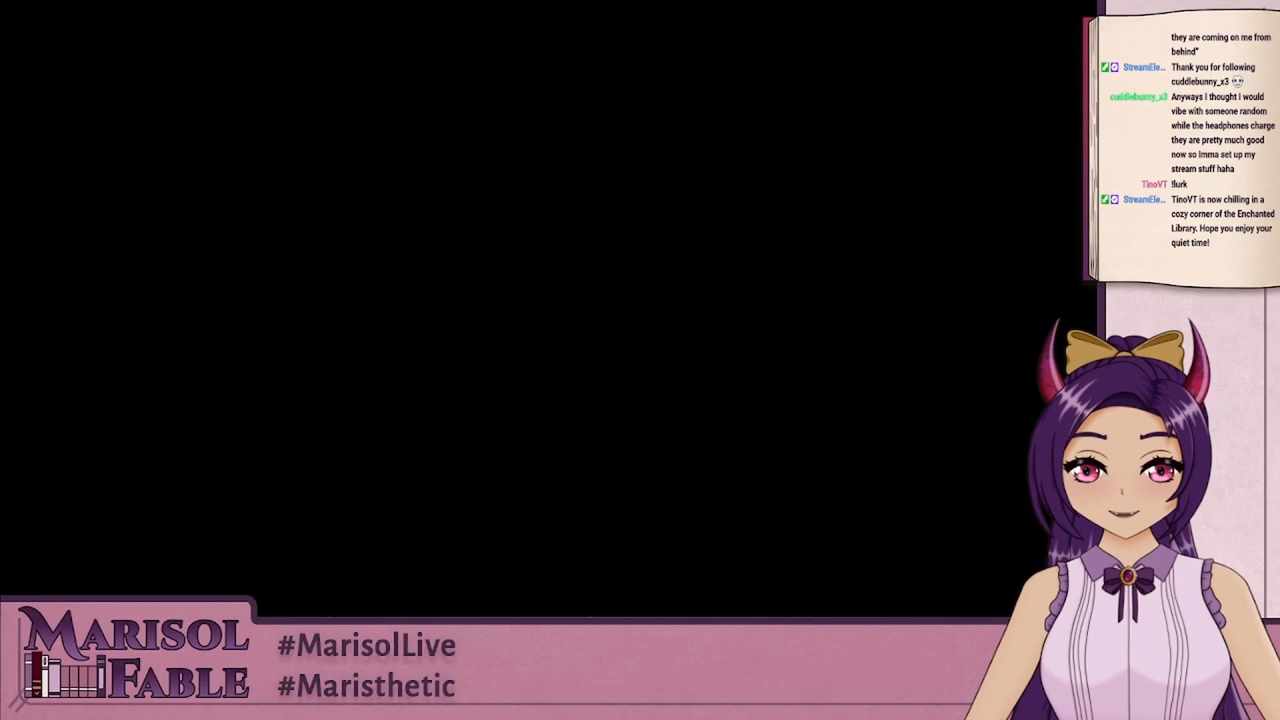 they are coming on me from
behind"
StreamEle... Thank you for following
cuddlebunny_x3
cuddlebunny_x3 Anyways I thought I would
vibe with someone random
while the headphones charge
they are pretty much good
now so Imma set up my
stream stuff haha
TinoVT !lurk
StreamEle... TinoVT is now chilling in a
cozy corner of the Enchanted
Library. Hope you enjoy your
quiet time!
MARISOL
FABLE
#MarisolLive
#Maristhetic